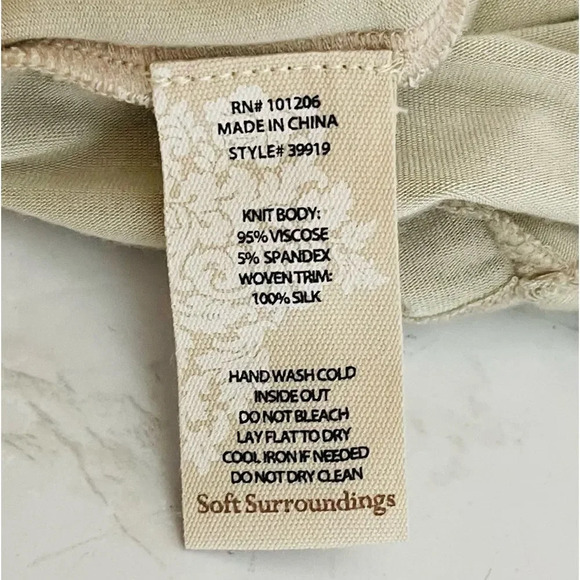 RN# 101206
MADE IN CHINA
STYLE# 39919
KNIT BODY:
95% VISCOSE
5% SPANDEX
WOVEN TRIM:
100% SILK
HAND WASH COLD
INSIDE OUT
DO NOT BLEACH
LAY FLAT TO DRY
COOL IRON IF NEEDED
DO NOT DRY CLEAN
Soft Surroundings